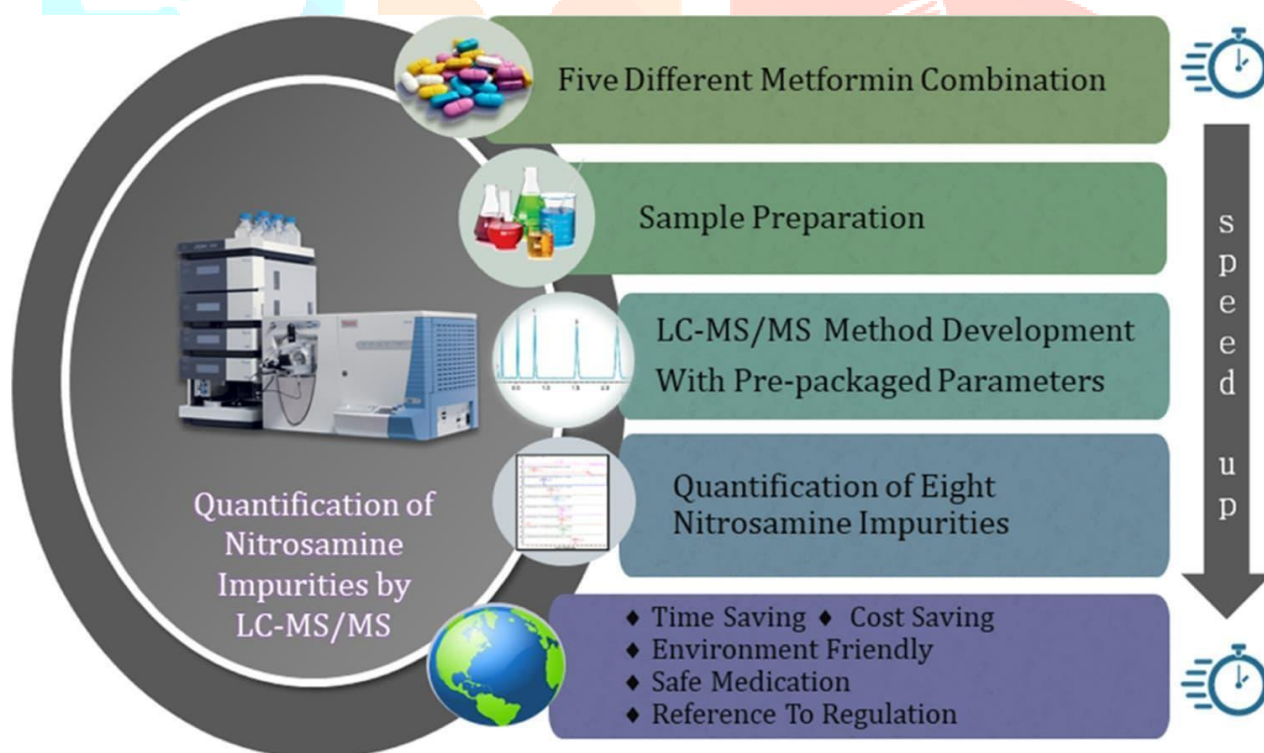 Five Different Metformin Combination
Sample Preparation
LC-MS/MS Method Development
With Pre-packaged Parameters
Quantification of Eight
Nitrosamine Impurities
♦ Time Saving ♦ Cost Saving
♦ Environment Friendly
♦ Safe Medication
♦ Reference To Regulation
Quantification of
Nitrosamine
Impurities by
LC-MS/MS
speed up